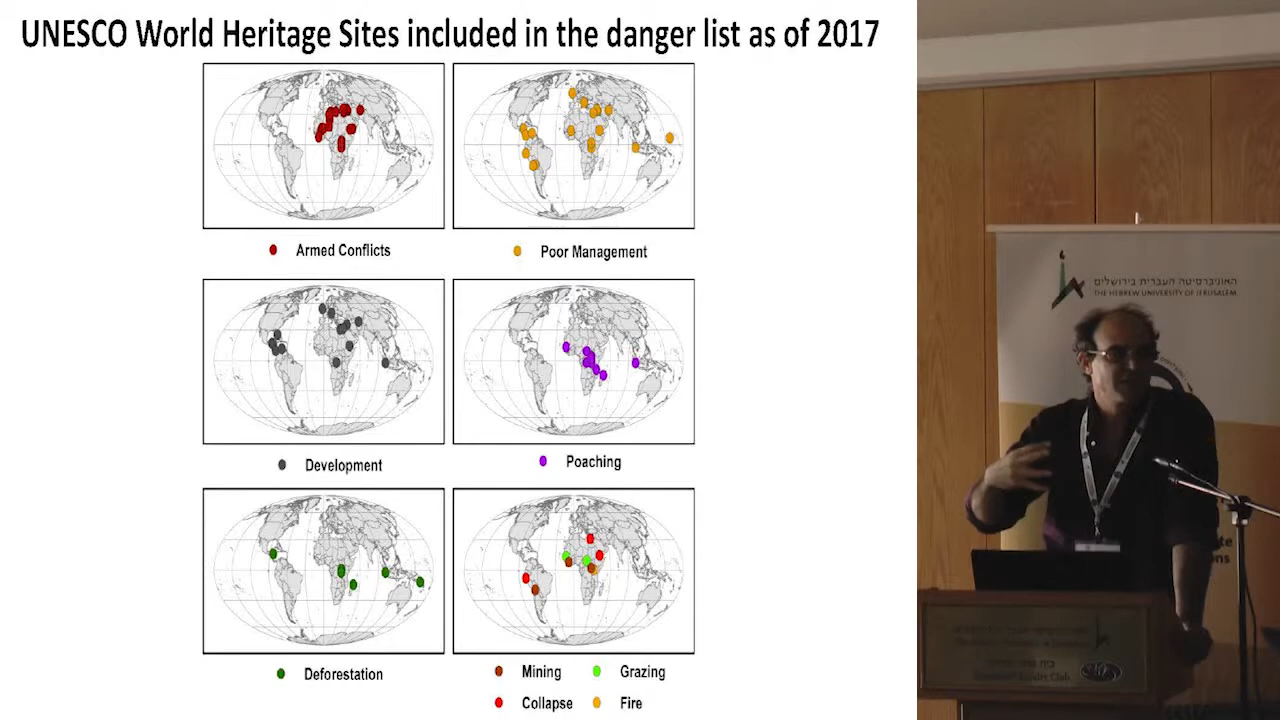 UNESCO World Heritage Sites included in the danger list as of 2017
Armed Conflicts
Poor Management
Development
Poaching
Deforestation
Mining
Grazing
Collapse
Fire
האוניברסיטה העברית בירושלים
THE HEBREW UNIVERSITY OF JERUSALEM